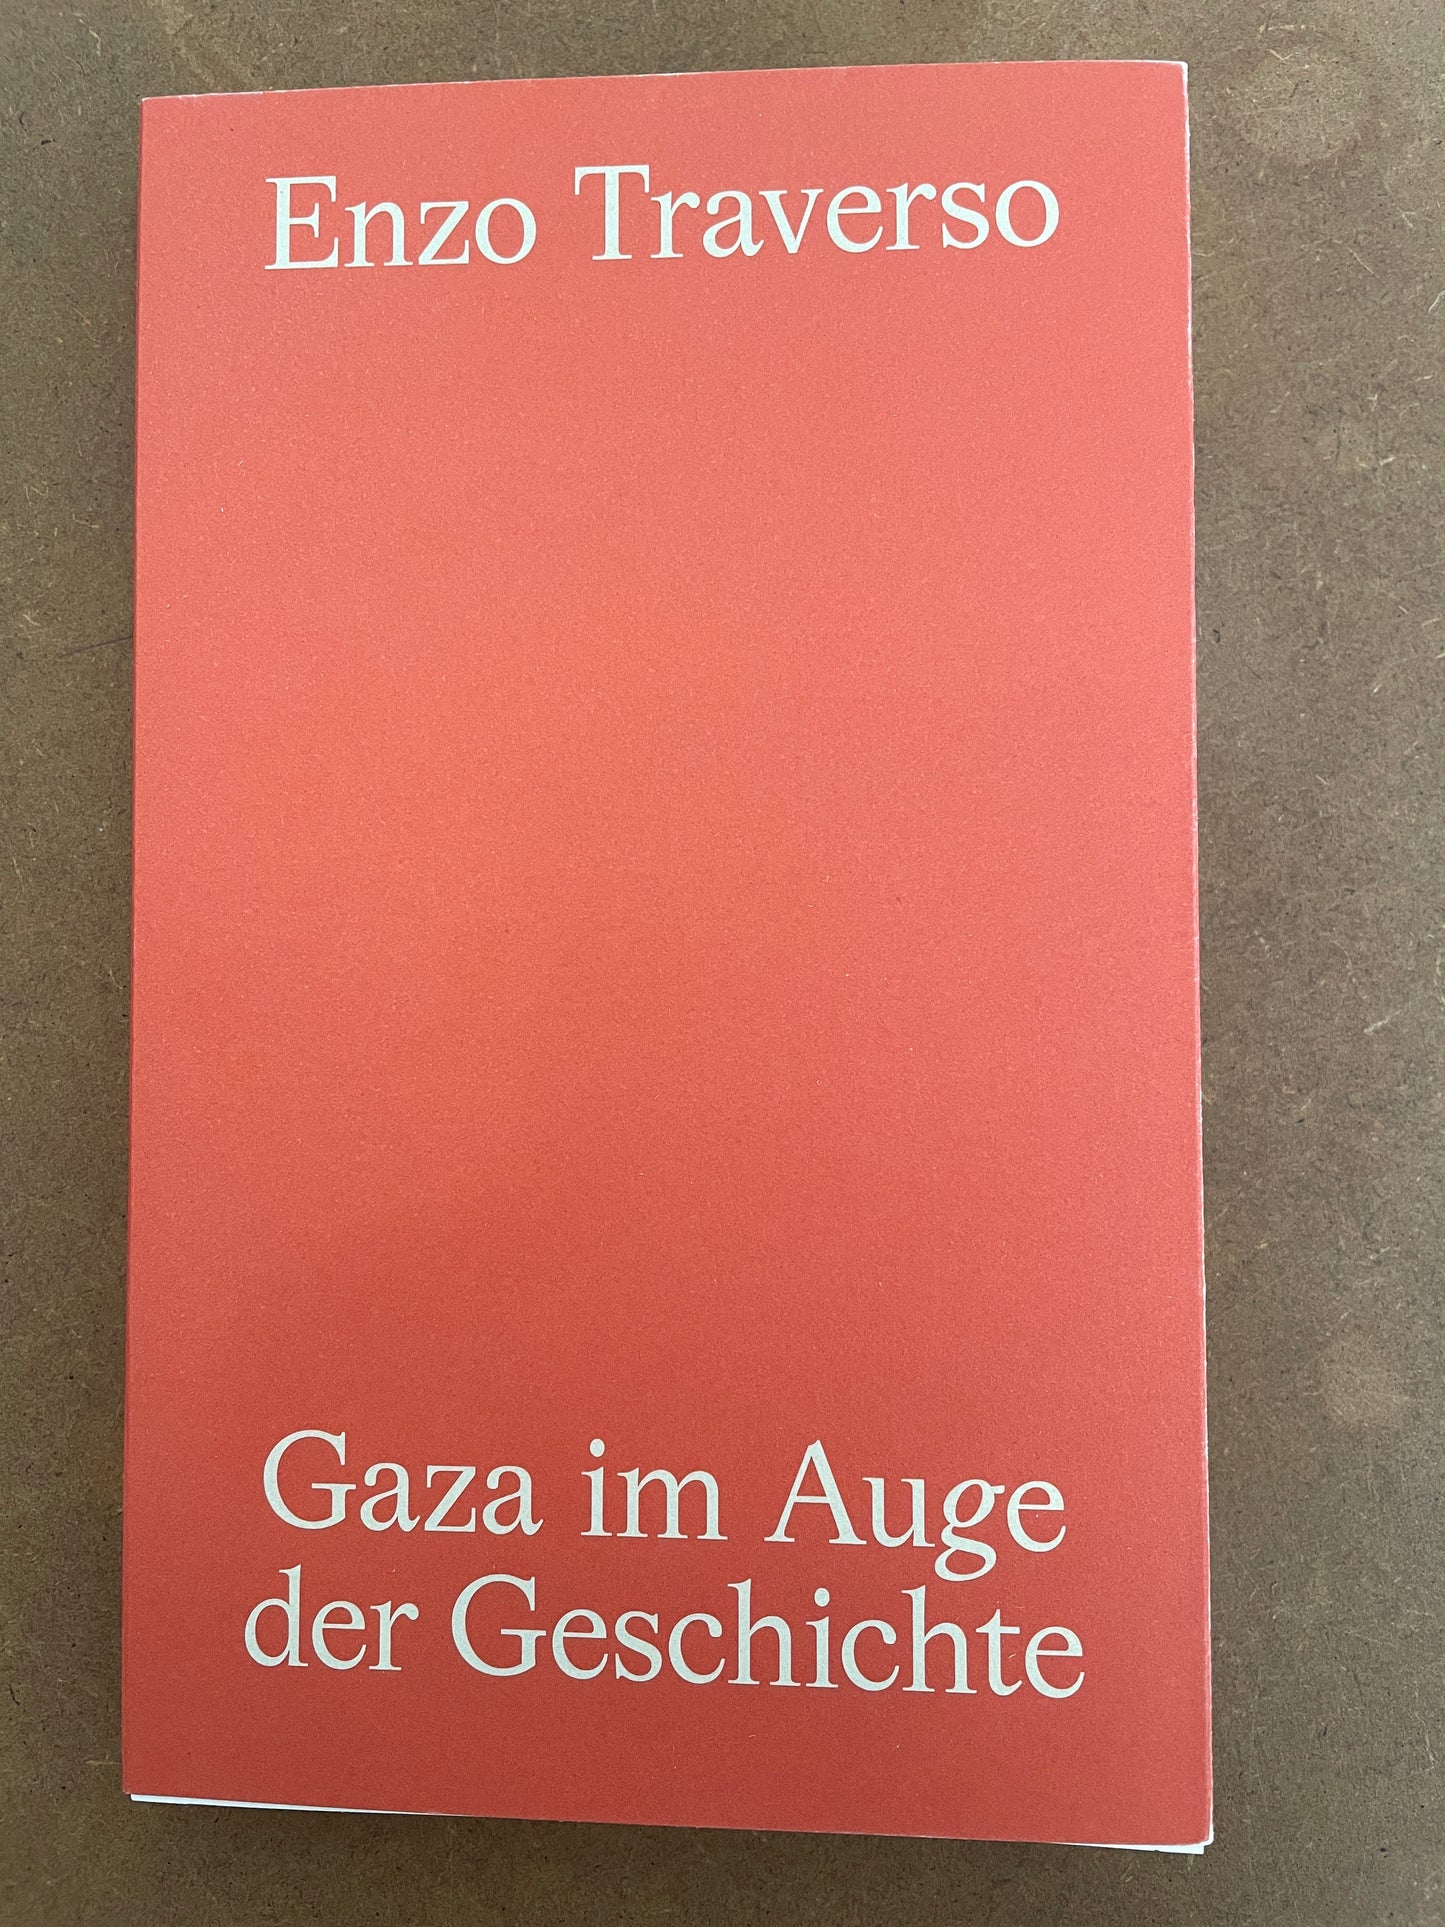 Enzo Traverso
Gaza im Auge
der Geschichte